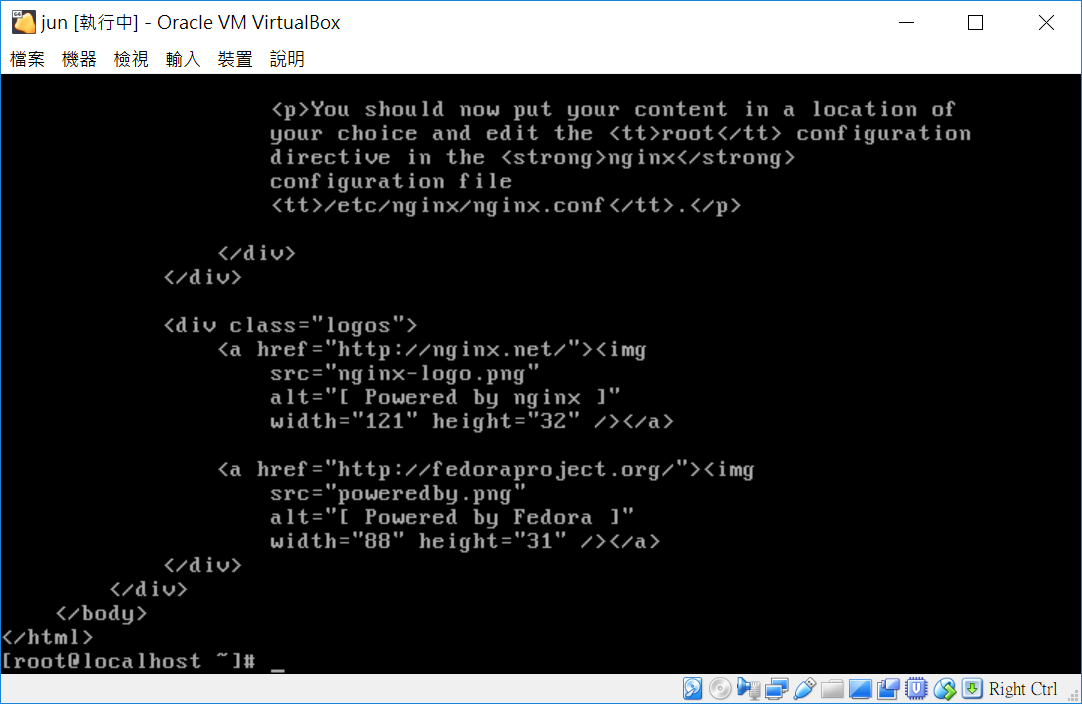 jun [執行中] - Oracle VM VirtualBox
檔案 機器 檢視 輸入 裝置 說明
<p>You should now put your content in a location of
your choice and edit the <tt>root</tt> configuration
directive in the <strong>nginx</strong>
configuration file
<tt>/etc/nginx/nginx.conf</tt>.</p>
</div>
</div>
<div class="logos">
<a href="http://nginx.net/"><img
src="nginx-logo.png"
alt="[ Powered by nginx ]"
width="121" height="32" /></a>
<a href="http://fedoraproject.org/"><img
src="poweredby.png"
alt="[ Powered by Fedora ]"
width="88" height="31" /></a>
</div>
</div>
</body>
</html>
[root@localhost ~]# _
Right Ctrl